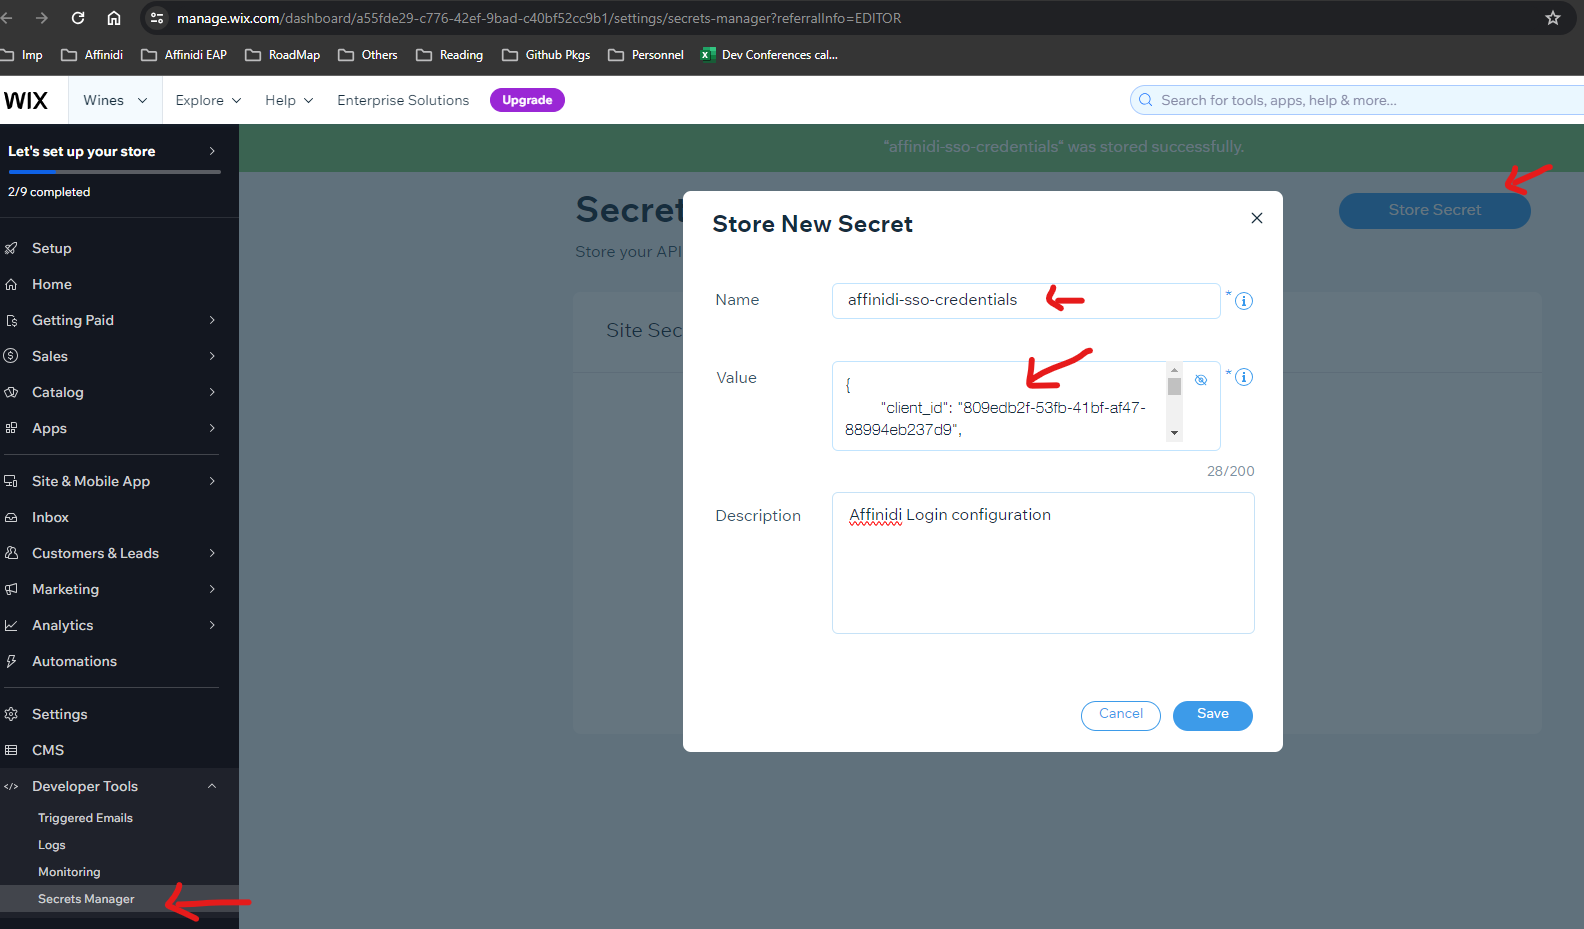 manage.wix.com/dashboard/a55fde29-c776-42ef-9bad-c40bf52cc9b1/settings/secrets-manager?referralInfo=EDITOR
Imp Affinidi Affinidi EAP RoadMap Others Reading Github Pkgs Personnel Dev Conferences cal...
WIX Wines Explore Help Enterprise Solutions Upgrade Search for tools, apps, help & more...
Let's set up your store
2/9 completed
Setup
Home
Getting Paid
Sales
Catalog
Apps
Site & Mobile App
Inbox
Customers & Leads
Marketing
Analytics
Automations
Settings
CMS
Developer Tools
Triggered Emails
Logs
Monitoring
Secrets Manager
"affinidi-sso-credentials" was stored successfully.
Secret
Store your API
Store Secret
Site Sec
Store New Secret
Name
affinidi-sso-credentials
*
Value
{
"client_id": "809edb2f-53fb-41bf-af47-
88994eb237d9",
*
28/200
Description
Affinidi Login configuration
Cancel
Save